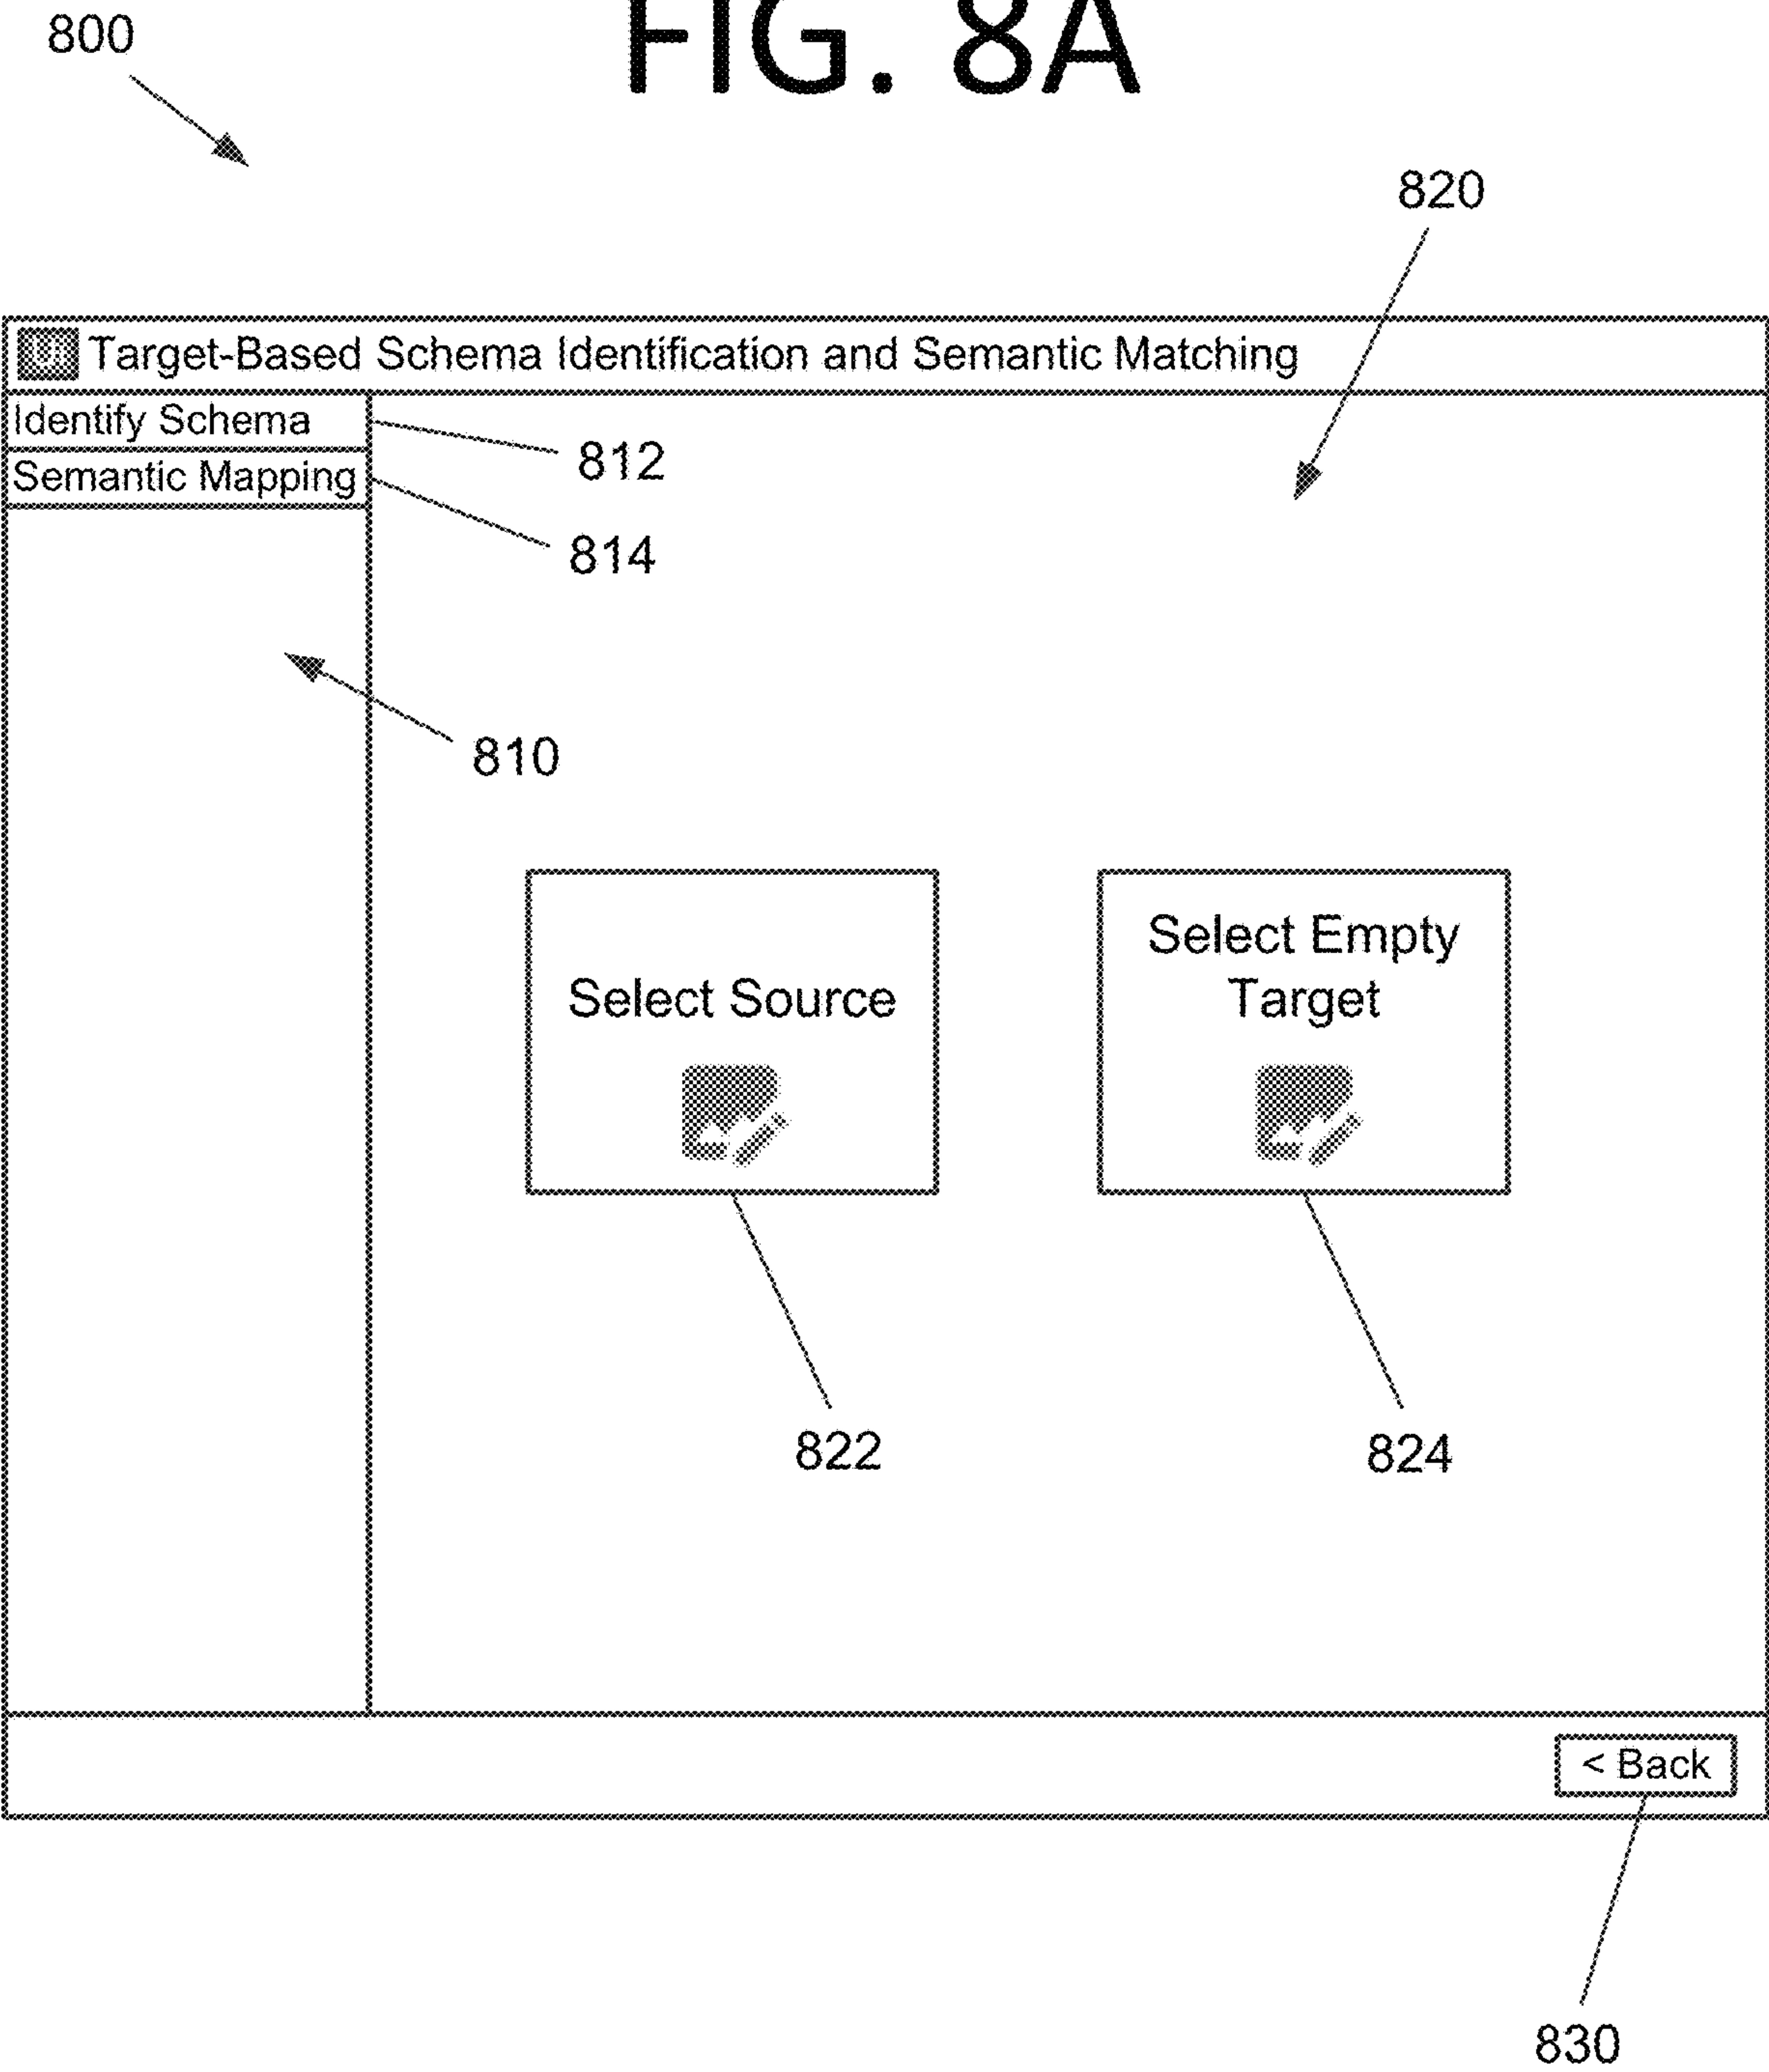 FIG. 8A
800
820
Target-Based Schema Identification and Semantic Matching
Identify Schema
812
Semantic Mapping
814
810
Select Source
Select Empty
Target
822
824
< Back
830